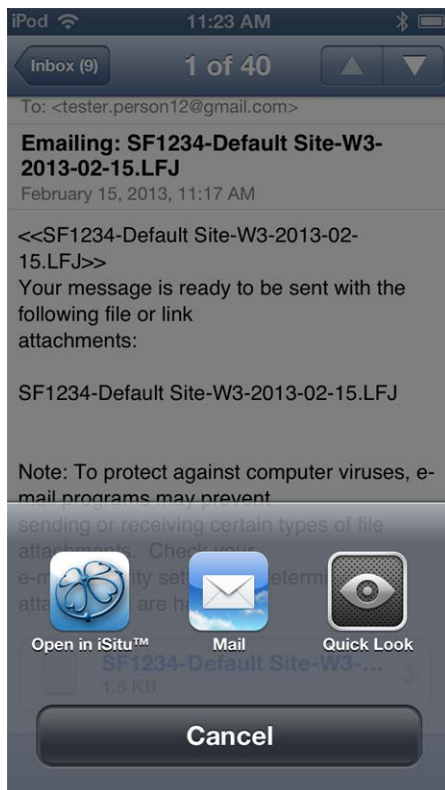 iPod 11:23 AM
Inbox (9) 1 of 40
To: <tester.person12@gmail.com>
Emailing: SF1234-Default Site-W3-
2013-02-15.LFJ
February 15, 2013, 11:17 AM
<<SF1234-Default Site-W3-2013-02-
15.LFJ>>
Your message is ready to be sent with the
following file or link
attachments:
SF1234-Default Site-W3-2013-02-15.LFJ
Note: To protect against computer viruses, e-
mail programs may prevent
sending or receiving certain types of file
attachments. Check your
Open in iSitu™ Mail Quick Look
SF1234-Default Site-W3-...
1.8 KB
Cancel